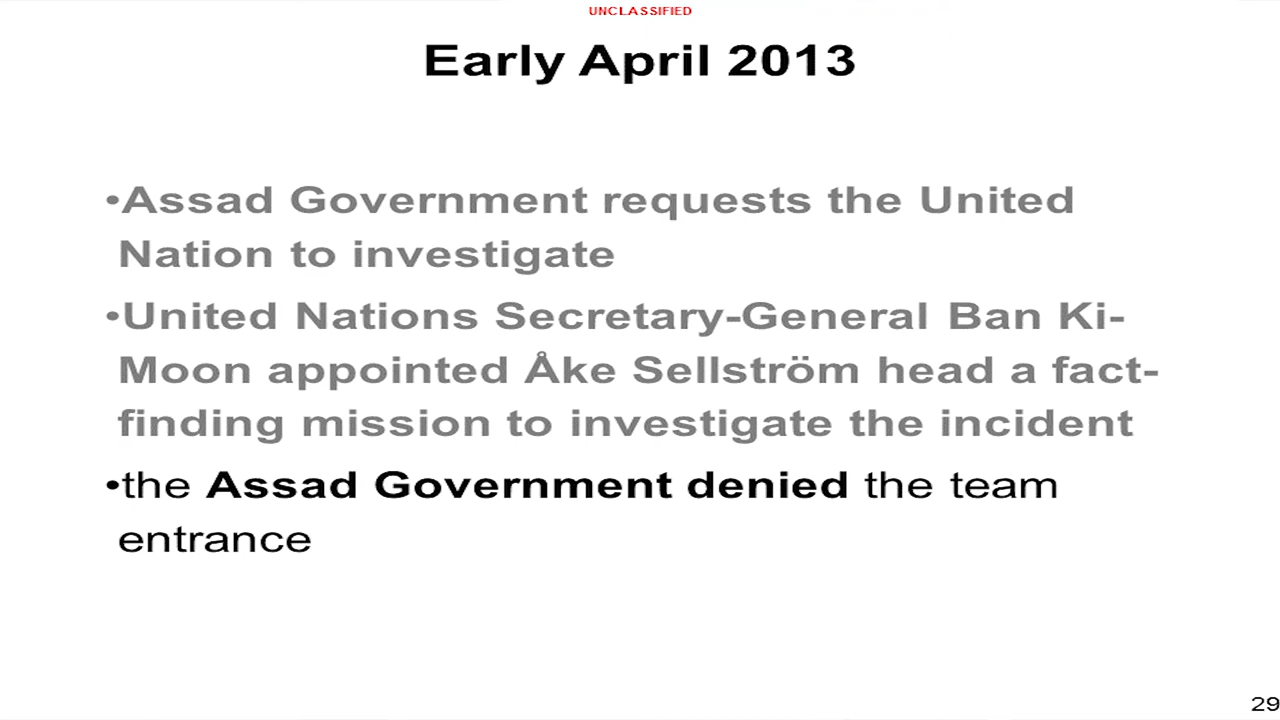 UNCLASSIFIED
Early April 2013
•Assad Government requests the United
Nation to investigate
•United Nations Secretary-General Ban Ki-
Moon appointed Åke Sellström head a fact-
finding mission to investigate the incident
•the Assad Government denied the team
entrance
29